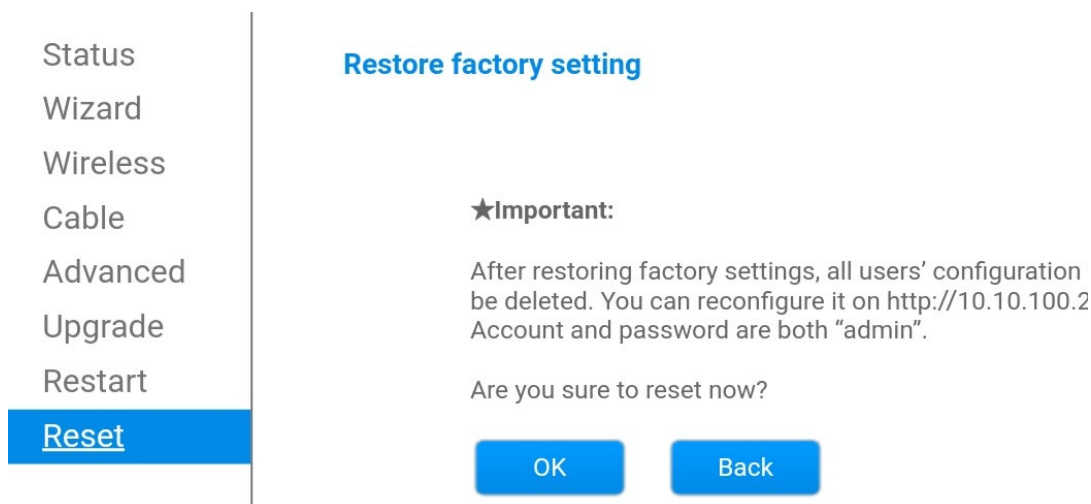 Status
Wizard
Wireless
Cable
Advanced
Upgrade
Restart
Reset
Restore factory setting
★Important:
After restoring factory settings, all users’ configuration
be deleted. You can reconfigure it on http://10.10.100.2
Account and password are both “admin”.
Are you sure to reset now?
OK
Back